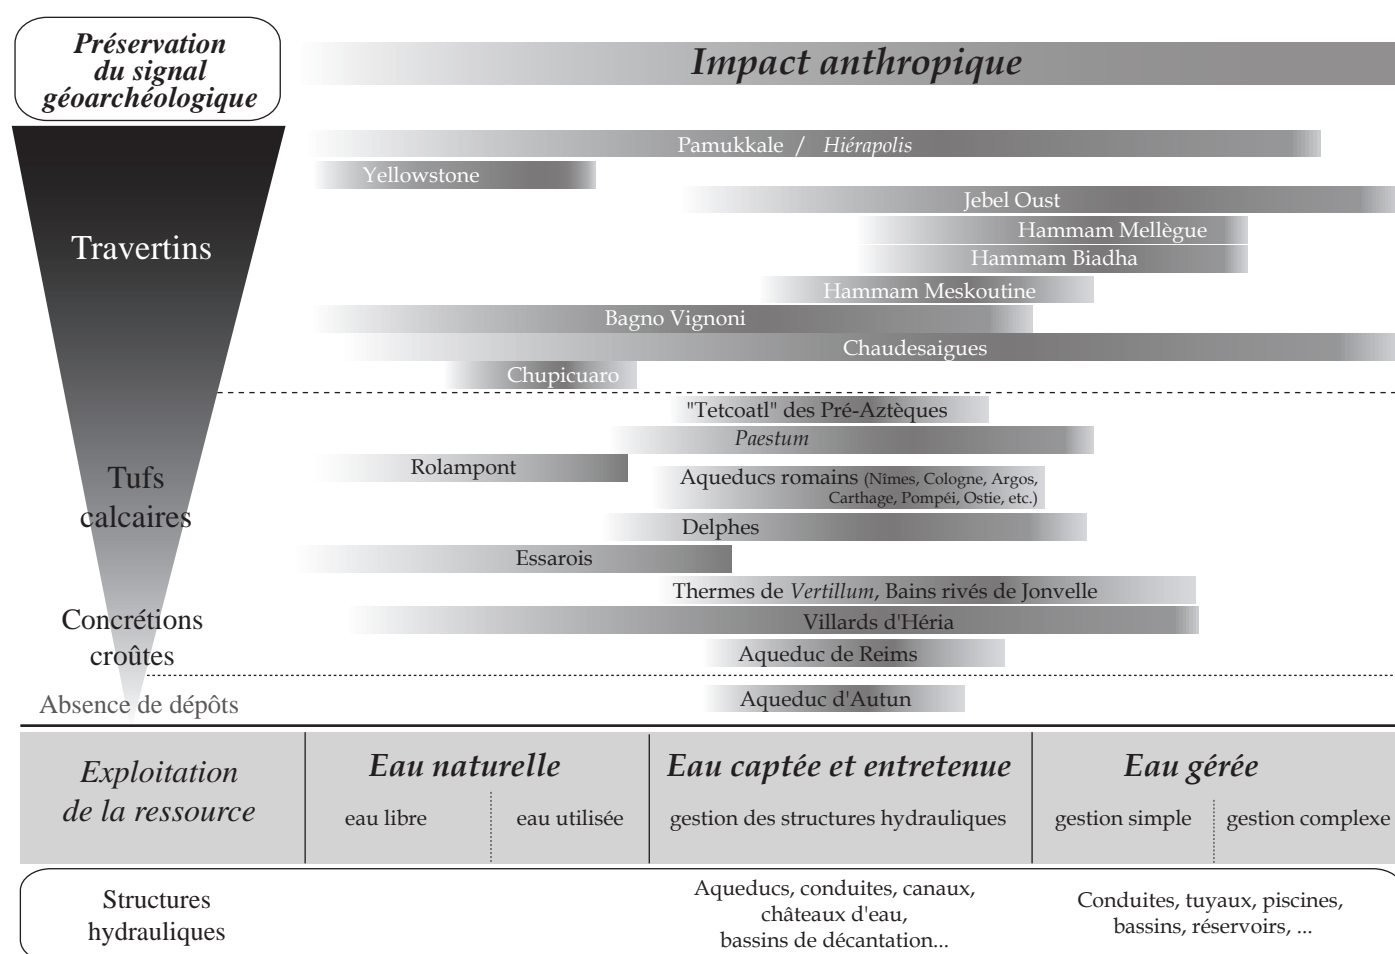 Préservation
du signal
géoarchéologique
Impact anthropique
Pamukkale / Hiérapolis
Yellowstone
Jebel Oust
Hammam Mellègue
Travertins
Hammam Biadha
Hammam Meskoutine
Bagno Vignoni
Chaudesaigues
Chupicuaro
"Tetcoatl" des Pré-Aztèques
Paestum
Rolampont
Tufs
calcaires
Aqueducs romains (Nîmes, Cologne, Argos,
Carthage, Pompéi, Ostie, etc.)
Delphes
Essarois
Thermes de Vertillum, Bains rivés de Jonvelle
Concrétions
croûtes
Villards d'Héria
Aqueduc de Reims
Absence de dépôts
Aqueduc d'Autun
Exploitation
de la ressource
Eau naturelle
eau libre
eau utilisée
Eau captée et entretenue
gestion des structures hydrauliques
Eau gérée
gestion simple
gestion complexe
Structures
hydrauliques
Aqueducs, conduites, canaux,
châteaux d'eau,
bassins de décantation...
Conduites, tuyaux, piscines,
bassins, réservoirs, ...